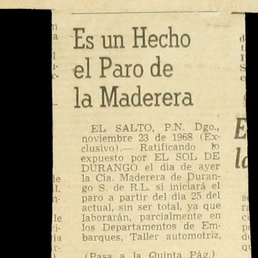 Es un Hecho
el Paro de
la Maderera
EL SALTO, P.N. Dgo.,
noviembre 23 de 1968 (Ex-
clusivo).— Ratificando lo
expuesto por EL SOL DE
DURANGO el día de ayer
la Cía. Maderera de Duran-
go S. de R.L. si iniciará el
paro a partir del día 25 del
actual, sin ser total, ya que
laborarán, parcialmente en
los Departamentos de Em-
barques, Taller automotriz,
(Pasa a la Quinta Pág.)